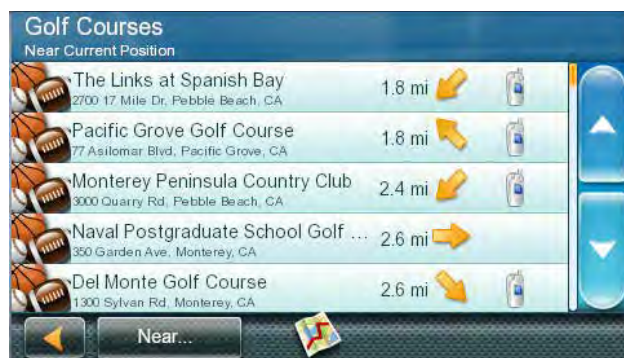 Golf Courses
Near Current Position
The Links at Spanish Bay
1.8 mi
2700 17 Mile Dr, Pebble Beach, CA
Pacific Grove Golf Course
1.8 mi
77 Asilomar Blvd, Pacific Grove, CA
Monterey Peninsula Country Club
2.4 mi
3000 Quarry Rd, Pebble Beach, CA
Naval Postgraduate School Golf ...
2.6 mi
350 Garden Ave, Monterey, CA
Del Monte Golf Course
2.6 mi
1300 Sylvan Rd, Monterey, CA
Near...